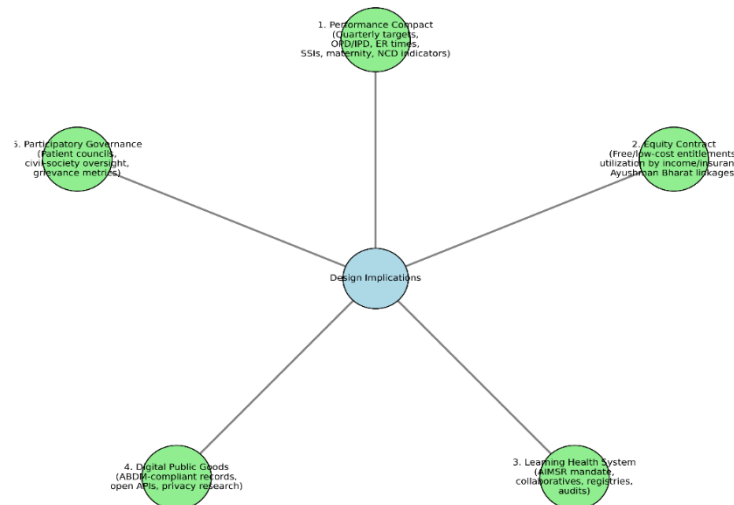 1. Performance Compact
(Quarterly targets,
OPD/IPD, ER times,
SSIs, maternity, NCD indicators)
2. Equity Contract
(Free/low-cost entitlements
utilization by income/insuran
Ayushman Bharat linkages
5. Participatory Governance
(Patient councils,
civil-society oversight,
grievance metrics)
Design Implications
4. Digital Public Goods
(ABDM-compliant records,
open APIs, privacy research)
3. Learning Health System
(AIMSR mandate,
collaboratives, registries,
audits)